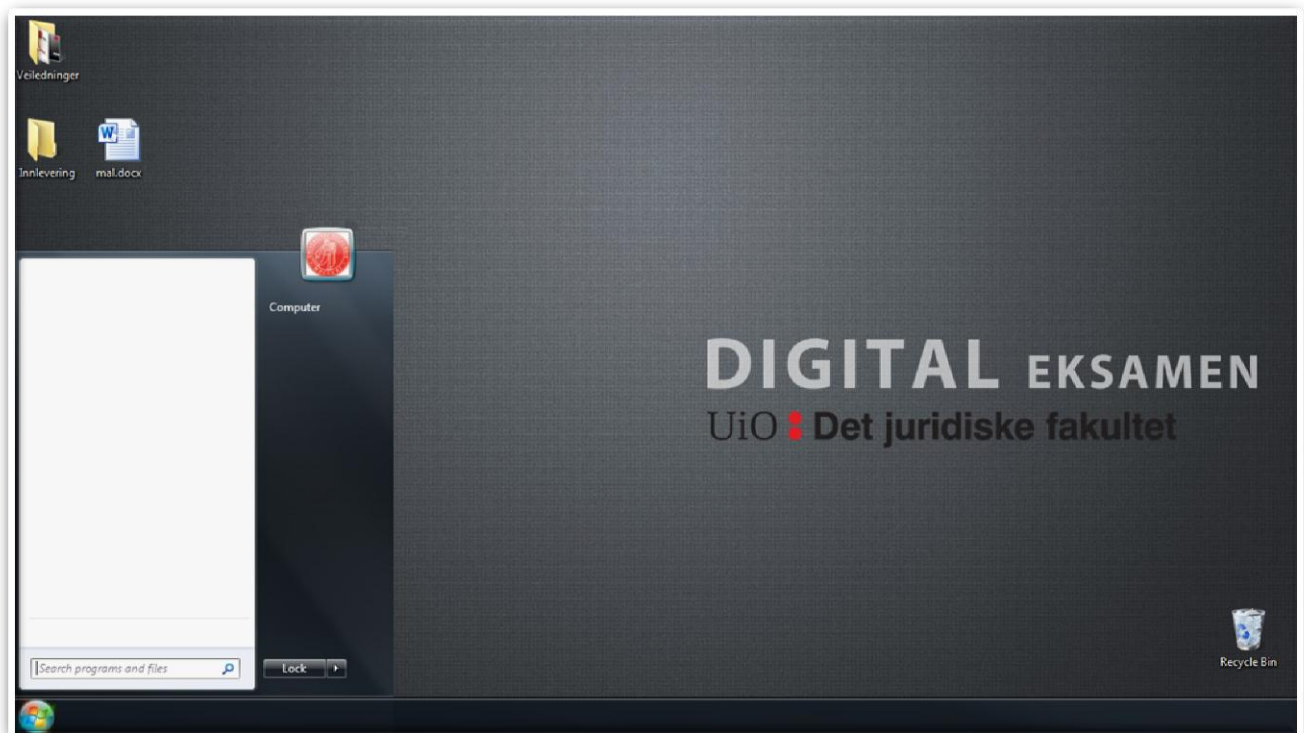 Veiledninger
Innlevering
mal.docx
Computer
DIGITAL EKSAMEN
UiO : Det juridiske fakultet
Search programs and files
Lock
Recycle Bin